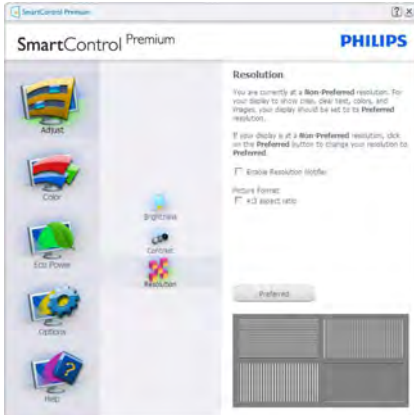 SmartControl Premium
SmartControl Premium
PHILIPS
Adjust
Color
Eco Power
Options
Help
Brightness
Contrast
Resolution
Resolution
You are currently at a Non-Preferred resolution. For
your display to show crisp, clear text, colors, and
images, your display should be set to its Preferred
resolution.
If your display is at a Non-Preferred resolution, click
on the Preferred button to change your resolution to
Preferred.
Enable Resolution Notifier
Picture Format
4:3 aspect ratio
Preferred